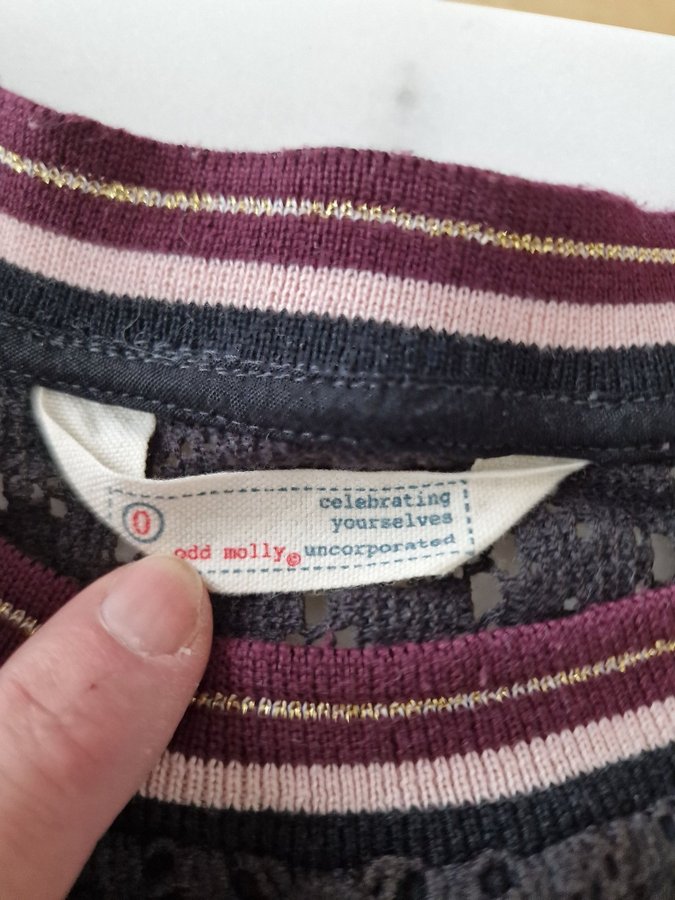 celebrating
yourselves
0
odd molly© uncorporated